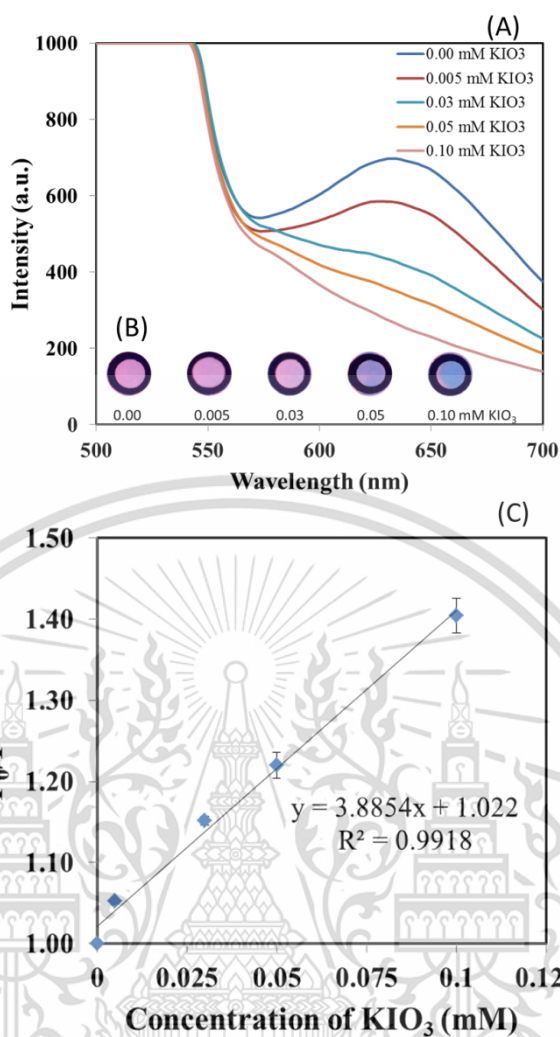 (A)
1000
800
600
400
200
0
Intensity (a.u.)
0.00 mM KIO3
0.005 mM KIO3
0.03 mM KIO3
0.05 mM KIO3
0.10 mM KIO3
(B)
0.00 0.005 0.03 0.05 0.10 mM KIO₃
500 550 600 650 700
Wavelength (nm)
(C)
1.50
1.40
1.30
1.20
1.10
1.00
y = 3.8854x + 1.022
R² = 0.9918
0 0.025 0.05 0.075 0.1 0.12
Concentration of KIO₃ (mM)